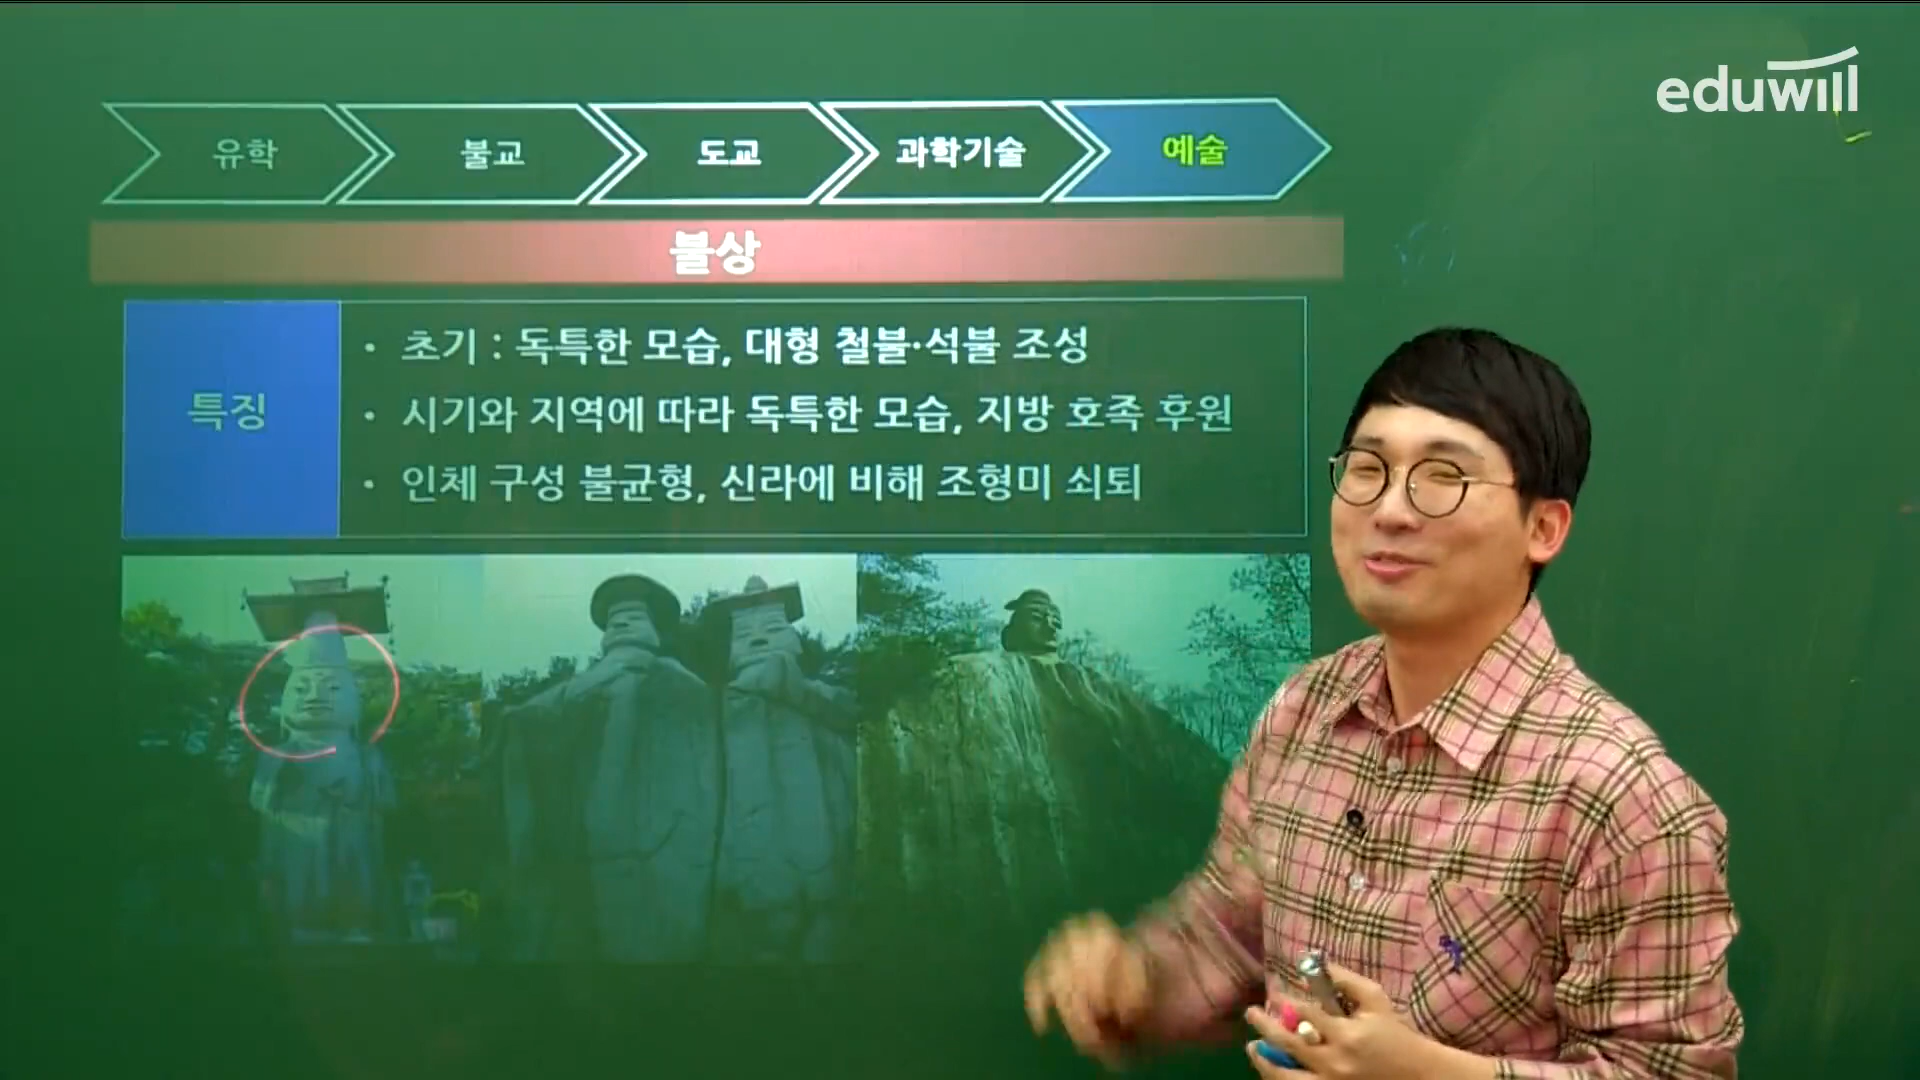 eduwill
유학
불교
도교
과학기술
예술
불상
특징
• 초기 : 독특한 모습, 대형 철불·석불 조성
• 시기와 지역에 따라 독특한 모습, 지방 호족 후원
• 인체 구성 불균형, 신라에 비해 조형미 쇠퇴